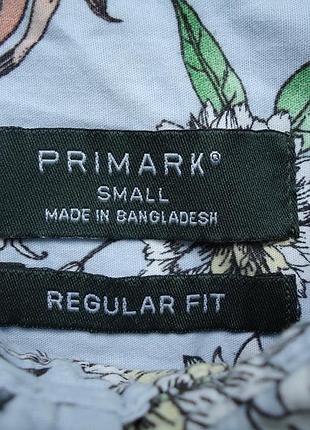 PRIMARK®
SMALL
MADE IN BANGLADESH
REGULAR FIT